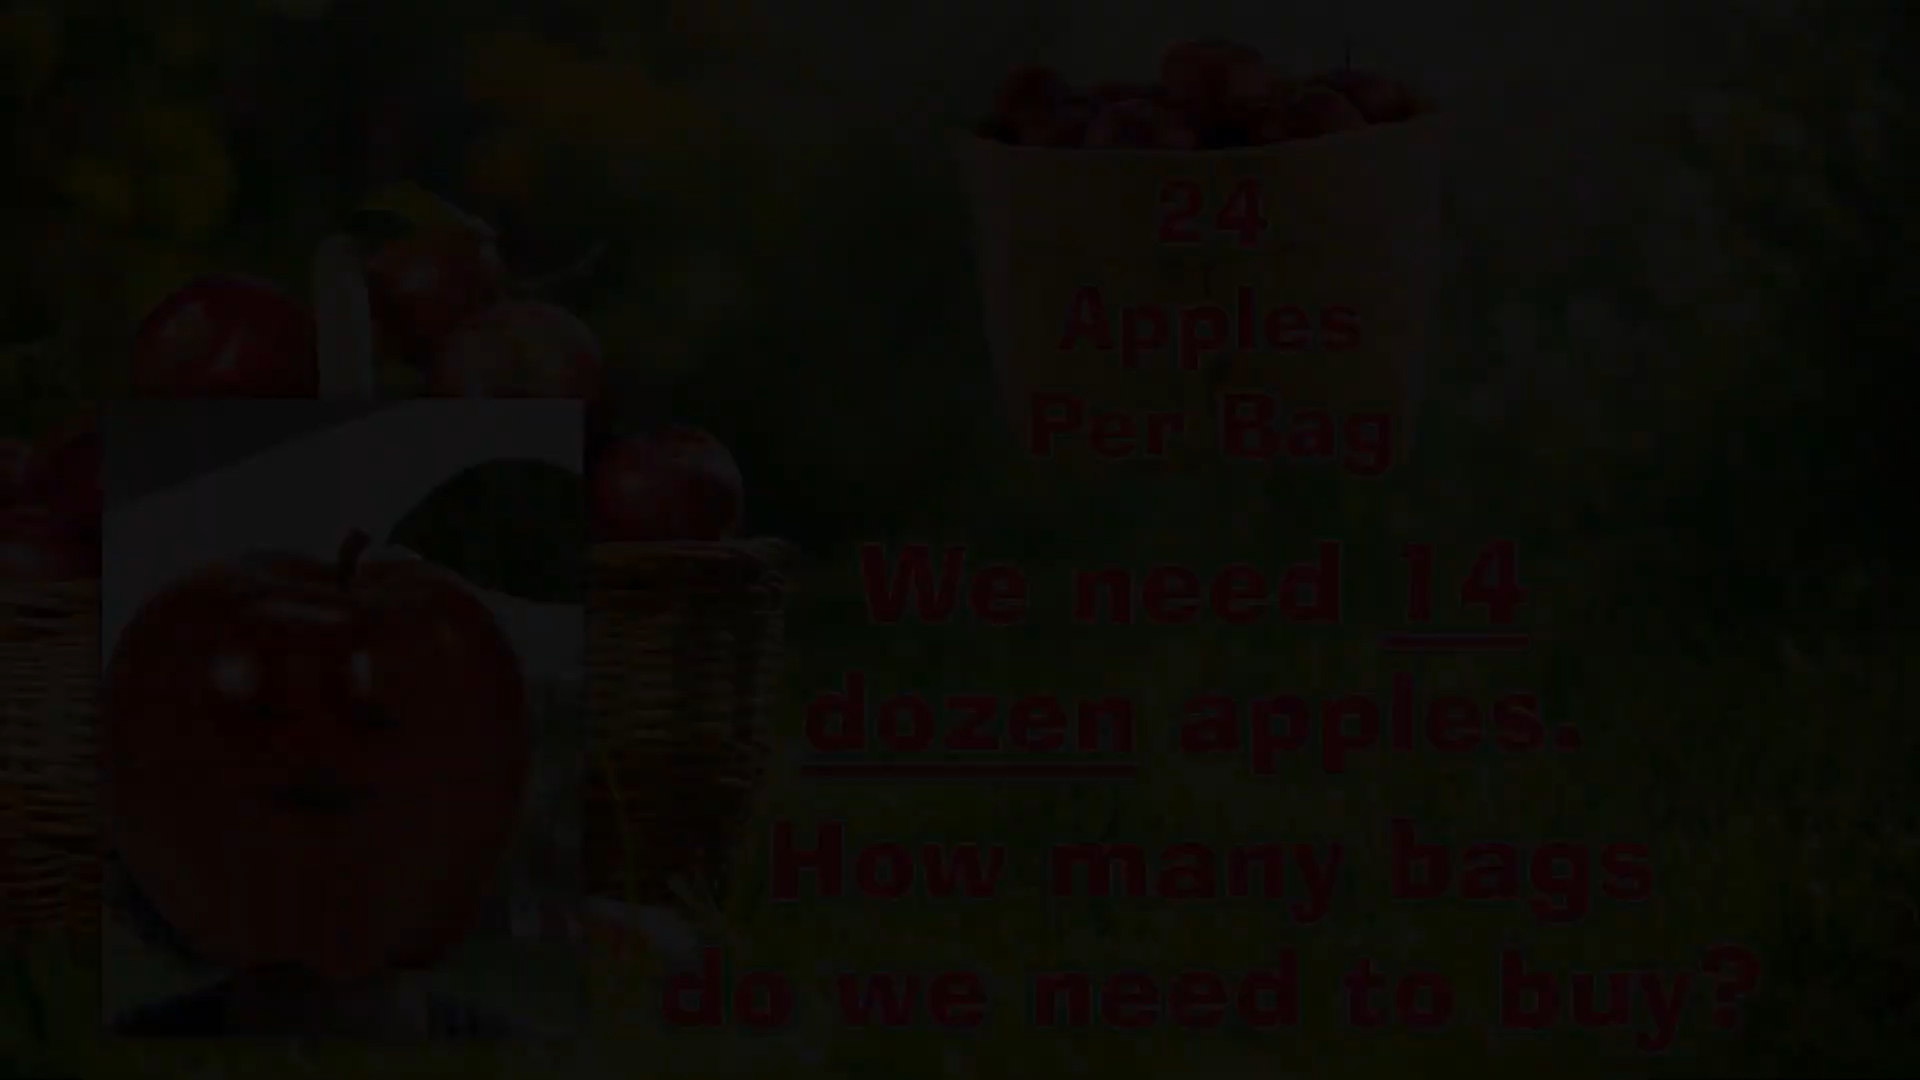 24
Apples
Per Bag
We need 14
dozen apples.
How many bags
do we need to buy?